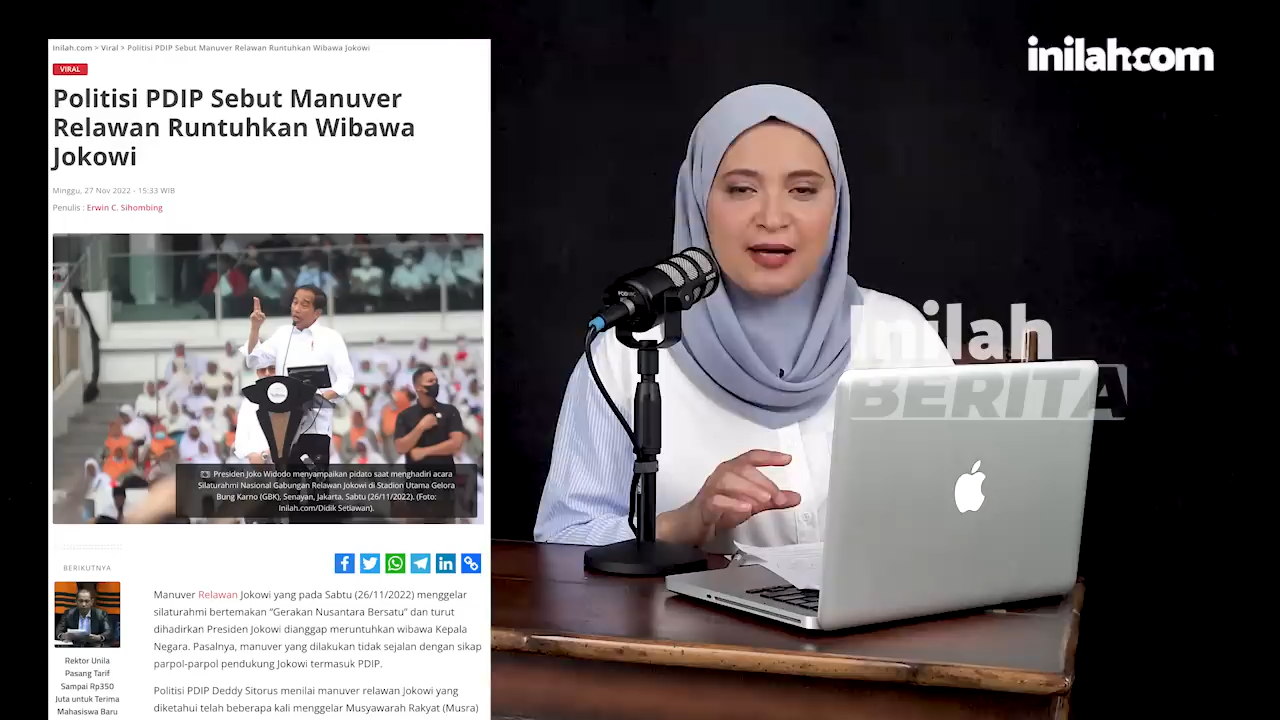 inilah.com > Viral > Politisi PDIP Sebut Manuver Relawan Runtuhkan Wibawa Jokowi
VIRAL
Politisi PDIP Sebut Manuver
Relawan Runtuhkan Wibawa
Jokowi
Minggu, 27 Nov 2022 - 15:33 WIB
Penulis : Erwin C. Sihombing
Presiden Joko Widodo menyampaikan pidato saat menghadiri acara
Silaturahmi Nasional Gabungan Relawan Jokowi di Stadion Utama Gelora
Bung Karno (GBK), Senayan, Jakarta, Sabtu (26/11/2022). (Foto:
Inilah.com/Didik Setiawan).
BERIKUTNYA
Rektor Unila
Pasang Tarif
Sampai Rp350
Juta untuk Terima
Mahasiswa Baru
Manuver Relawan Jokowi yang pada Sabtu (26/11/2022) menggelar
silaturahmi bertemakan “Gerakan Nusantara Bersatu” dan turut
dihadirkan Presiden Jokowi dianggap meruntuhkan wibawa Kepala
Negara. Pasalnya, manuver yang dilakukan tidak sejalan dengan sikap
parpol-parpol pendukung Jokowi termasuk PDIP.
Politisi PDIP Deddy Sitorus menilai manuver relawan Jokowi yang
diketahui telah beberapa kali menggelar Musyawarah Rakyat (Musra)
inilah.com
Inilah
BERITA